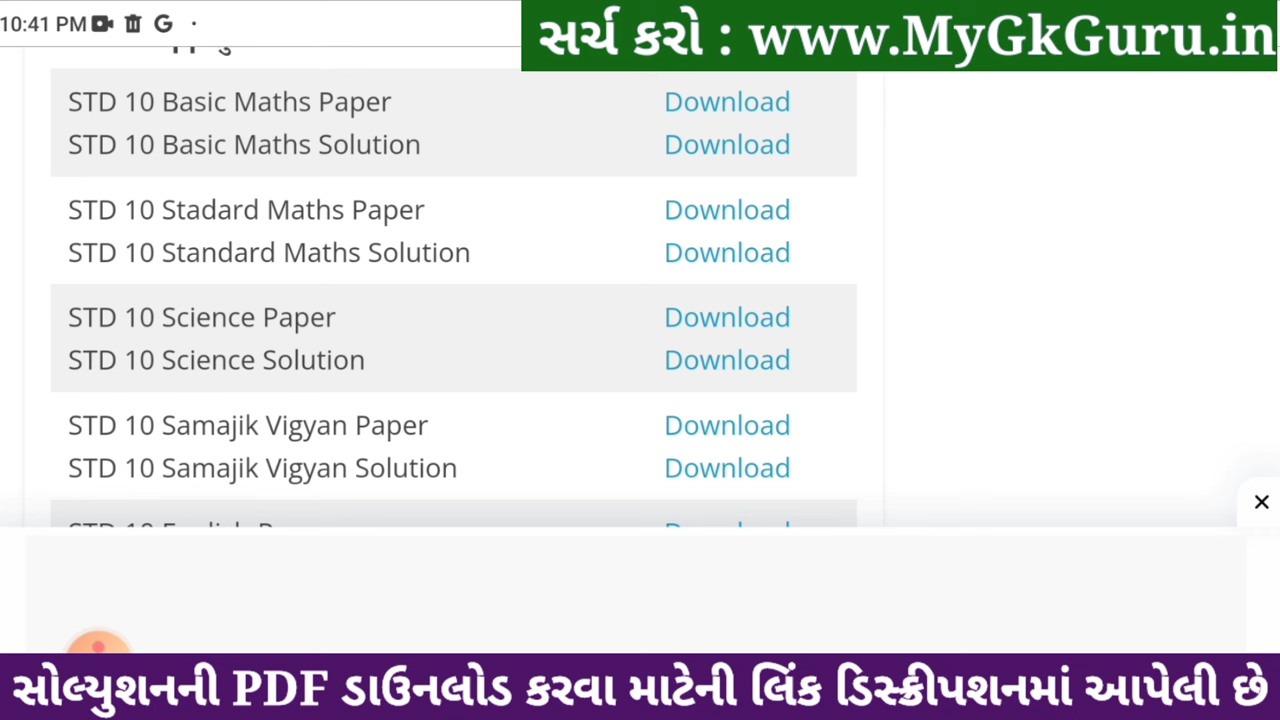 10:41 PM
સર્ચ કરો : www.MyGkGuru.in
STD 10 Basic Maths Paper Download
STD 10 Basic Maths Solution Download
STD 10 Stadard Maths Paper Download
STD 10 Standard Maths Solution Download
STD 10 Science Paper Download
STD 10 Science Solution Download
STD 10 Samajik Vigyan Paper Download
STD 10 Samajik Vigyan Solution Download
સોલ્યુશનની PDF ડાઉનલોડ કરવા માટેની લિંક ડિસ્ક્રીપશનમાં આપેલી છે